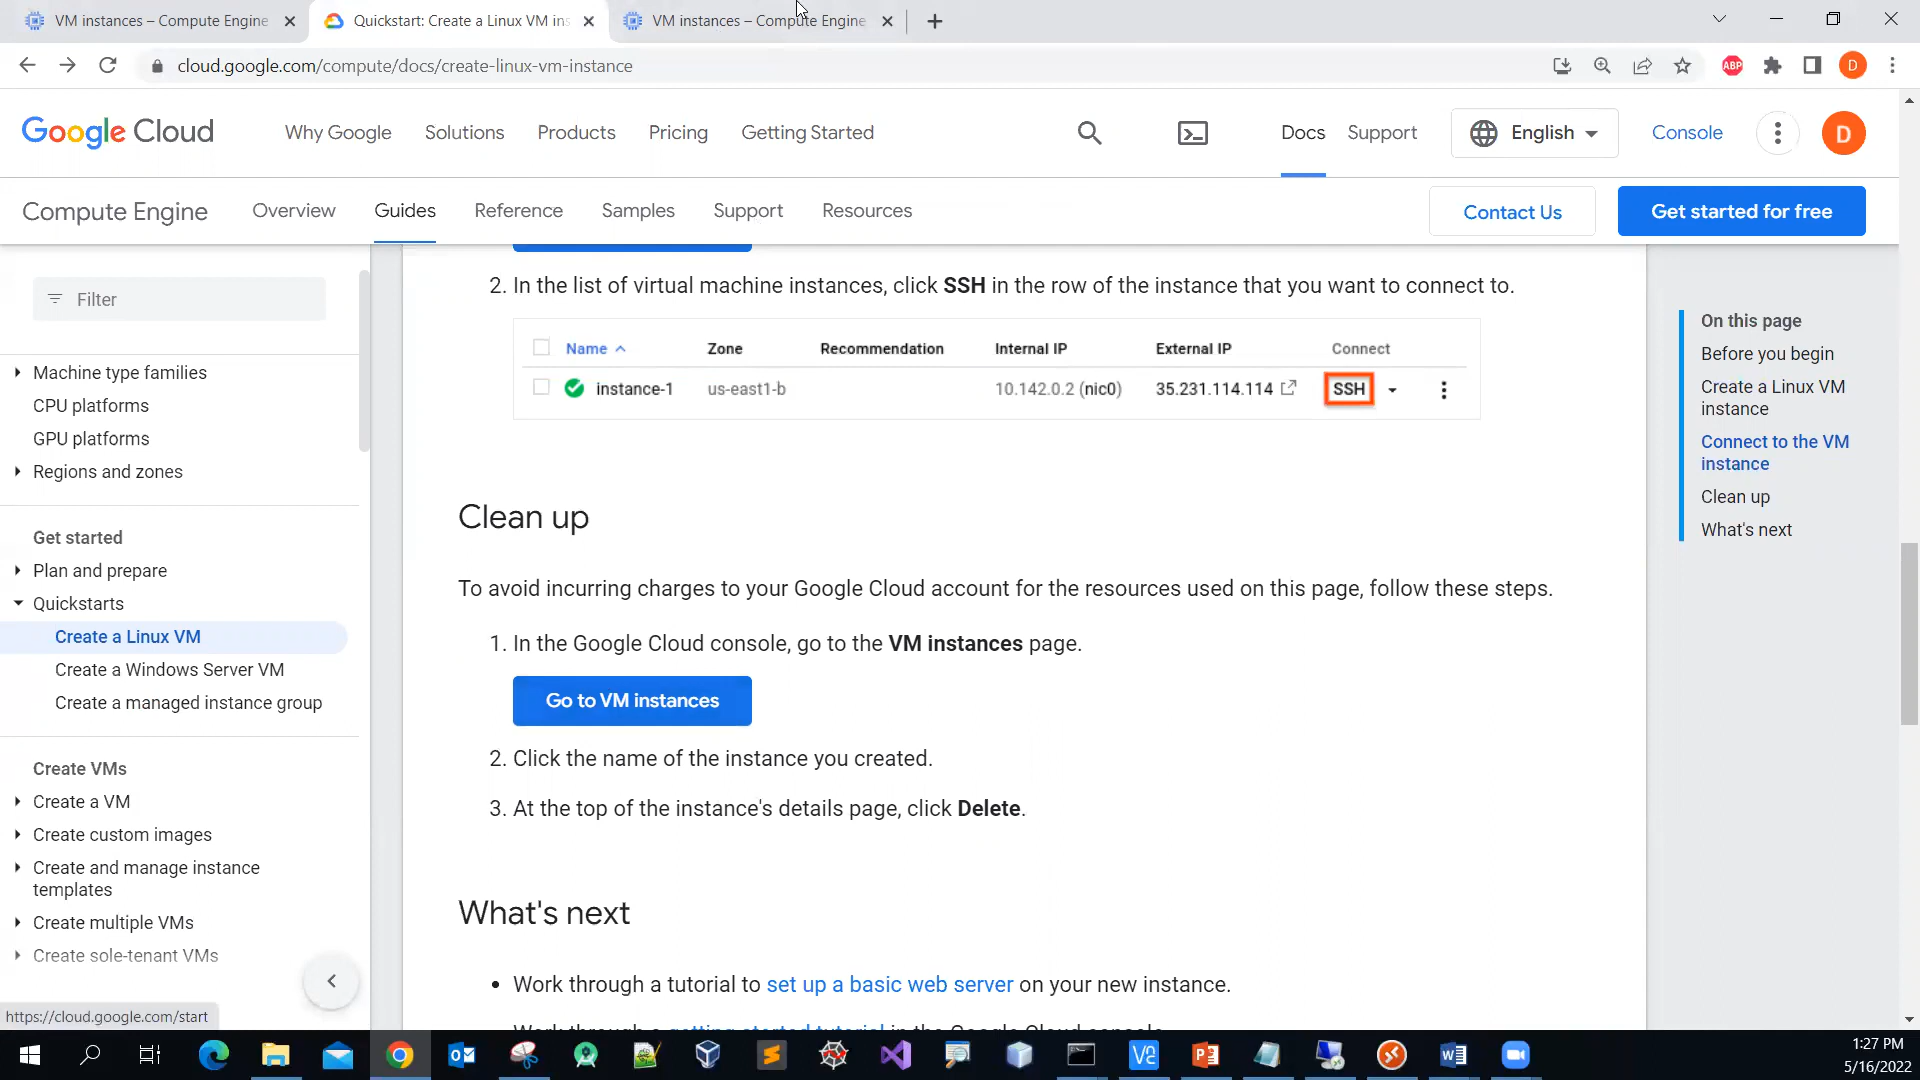 VM instances – Compute Engine
Quickstart: Create a Linux VM ins
VM instances – Compute Engine
cloud.google.com/compute/docs/create-linux-vm-instance
ABP
D
Google Cloud
Why Google
Solutions
Products
Pricing
Getting Started
Docs
Support
English
Console
D
Compute Engine
Overview
Guides
Reference
Samples
Support
Resources
Contact Us
Get started for free
Filter
Machine type families
CPU platforms
GPU platforms
Regions and zones
Get started
Plan and prepare
Quickstarts
Create a Linux VM
Create a Windows Server VM
Create a managed instance group
Create VMs
Create a VM
Create custom images
Create and manage instance
templates
Create multiple VMs
Create sole-tenant VMs
https://cloud.google.com/start
2. In the list of virtual machine instances, click SSH in the row of the instance that you want to connect to.
Name Zone Recommendation Internal IP External IP Connect
instance-1 us-east1-b 10.142.0.2 (nic0) 35.231.114.114 SSH
Clean up
To avoid incurring charges to your Google Cloud account for the resources used on this page, follow these steps.
1. In the Google Cloud console, go to the VM instances page.
Go to VM instances
2. Click the name of the instance you created.
3. At the top of the instance's details page, click Delete.
What's next
• Work through a tutorial to set up a basic web server on your new instance.
Work through a getting started tutorial in the Google Cloud console.
On this page
Before you begin
Create a Linux VM
instance
Connect to the VM
instance
Clean up
What's next
1:27 PM
5/16/2022